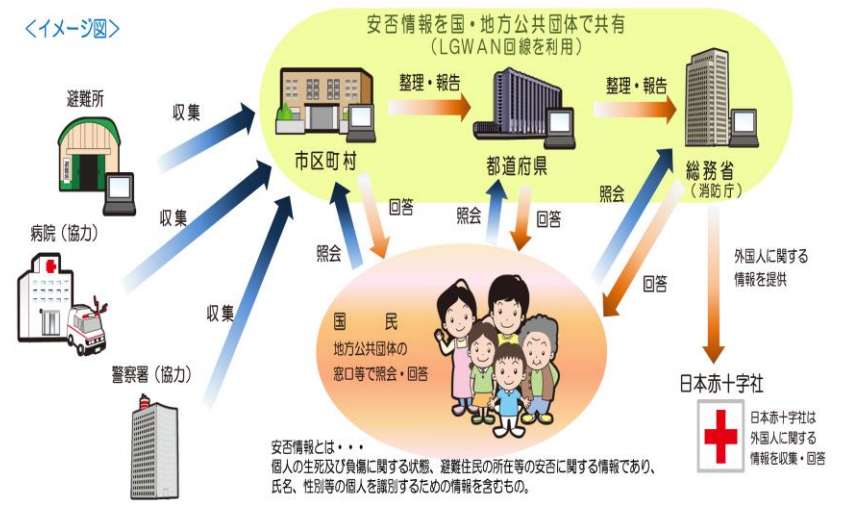 ＜イメージ図＞
安否情報を国・地方公共団体で共有
（LGWAN回線を利用）
避難所
収集
整理・報告
整理・報告
避難所
市区町村
都道府県
総務省
（消防庁）
病院（協力）
収集
照会
回答
照会
回答
照会
回答
外国人に関する
情報を提供
収集
国　民
地方公共団体の
窓口等で照会・回答
警察署（協力）
日本赤十字社
日本赤十字社は
外国人に関する
情報を収集・回答
安否情報とは・・・
個人の生死及び負傷に関する状態、避難住民の所在等の安否に関する情報であり、
氏名、性別等の個人を識別するための情報を含むもの。